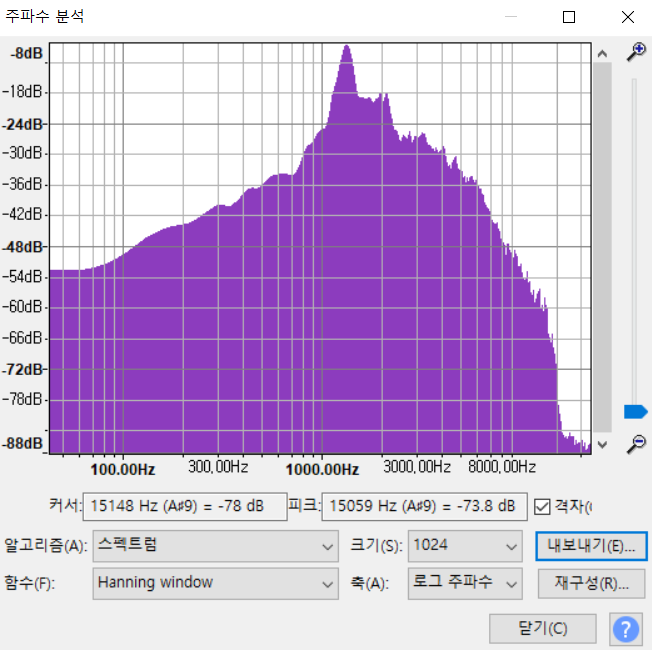 주파수 분석
-8dB
-18dB
-24dB
-30dB
-36dB
-42dB
-48dB
-54dB
-60dB
-66dB
-72dB
-78dB
-88dB
100.00Hz 300,00Hz 1000.00Hz 3000,00Hz 8000,00Hz
커서: 15148 Hz (A♯9) = -78 dB 피크: 15059 Hz (A♯9) = -73.8 dB 격자(
알고리즘(A): 스펙트럼 크기(S): 1024 내보내기(E)...
함수(F): Hanning window 축(A): 로그 주파수 재구성(R)...
닫기(C) ?